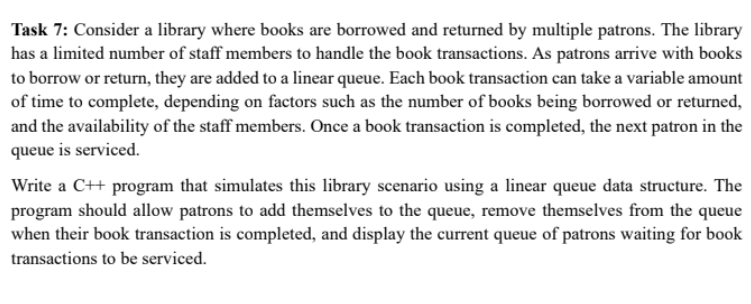 Task 7: Consider a library where books are borrowed and returned by multiple patrons. The library
has a limited number of staff members to handle the book transactions. As patrons arrive with books
to borrow or return, they are added to a linear queue. Each book transaction can take a variable amount
of time to complete, depending on factors such as the number of books being borrowed or returned,
and the availability of the staff members. Once a book transaction is completed, the next patron in the
queue is serviced.
Write a C++ program that simulates this library scenario using a linear queue data structure. The
program should allow patrons to add themselves to the queue, remove themselves from the queue
when their book transaction is completed, and display the current queue of patrons waiting for book
transactions to be serviced.